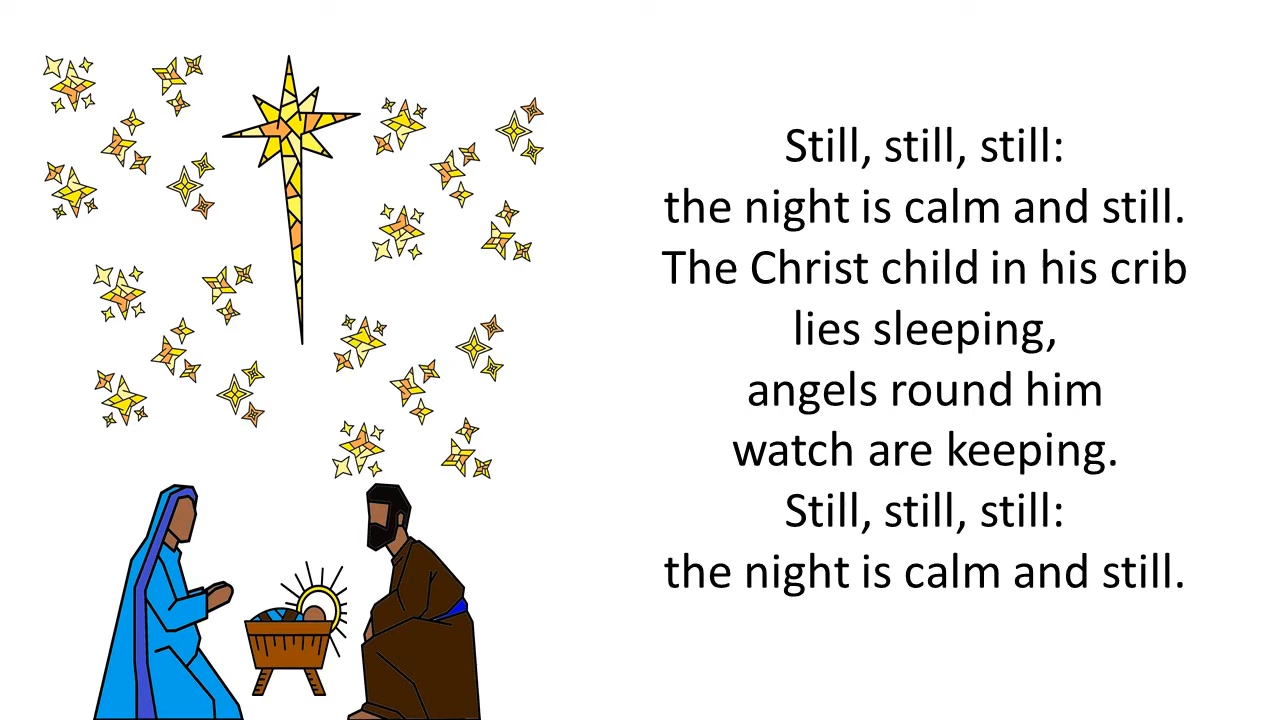 Still, still, still:
the night is calm and still.
The Christ child in his crib
lies sleeping,
angels round him
watch are keeping.
Still, still, still:
the night is calm and still.